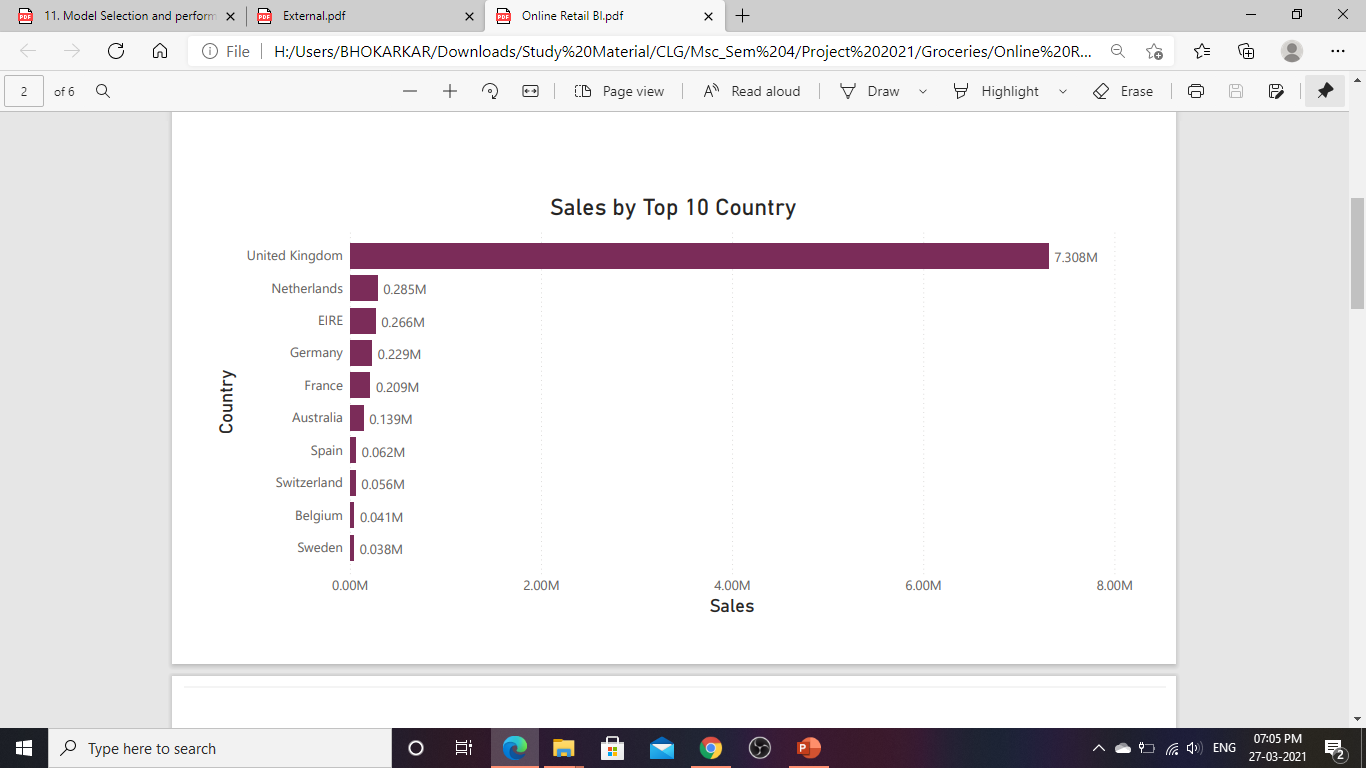 11. Model Selection and perform
External.pdf
Online Retail BI.pdf
File
H:/Users/BHOKARKAR/Downloads/Study%20Material/CLG/Msc_Sem%204/Project%202021/Groceries/Online%20R...
2 of 6
Page view
Read aloud
Draw
Highlight
Erase
Sales by Top 10 Country
Country
United Kingdom 7.308M
Netherlands 0.285M
EIRE 0.266M
Germany 0.229M
France 0.209M
Australia 0.139M
Spain 0.062M
Switzerland 0.056M
Belgium 0.041M
Sweden 0.038M
0.00M 2.00M 4.00M 6.00M 8.00M
Sales
Type here to search
ENG
07:05 PM
27-03-2021
2